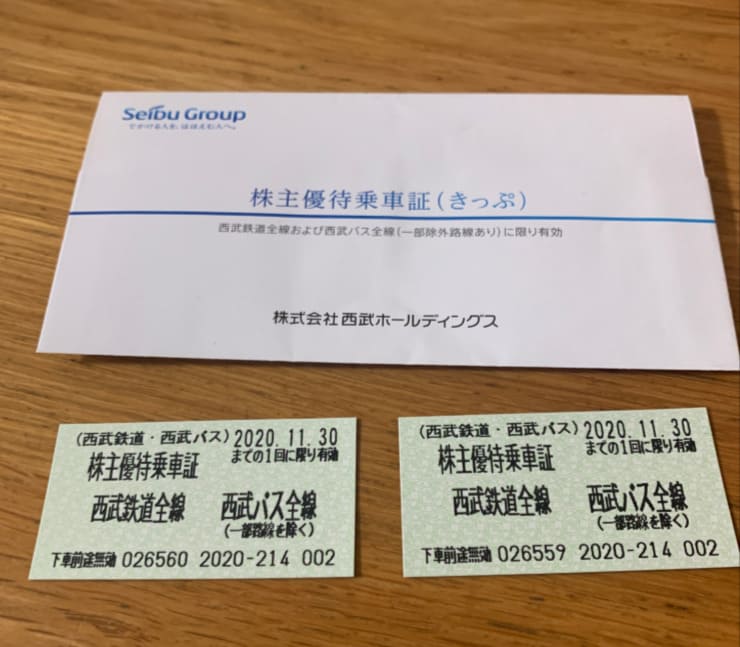 Seibu Group
でかける人を、ほほえむ人へ。
株主優待乗車証(きっぷ)
西武鉄道全線および西武バス全線(一部除外路線あり)に限り有効
株式会社西武ホールディングス
(西武鉄道・西武バス) 2020.11.30
株主優待乗車証 までの1回に限り有効
西武鉄道全線 西武バス全線
(一部路線を除く)
下車前途無効 026560 2020-214 002
(西武鉄道・西武バス) 2020.11.30
株主優待乗車証 までの1回に限り有効
西武鉄道全線 西武バス全線
(一部路線を除く)
下車前途無効 026559 2020-214 002